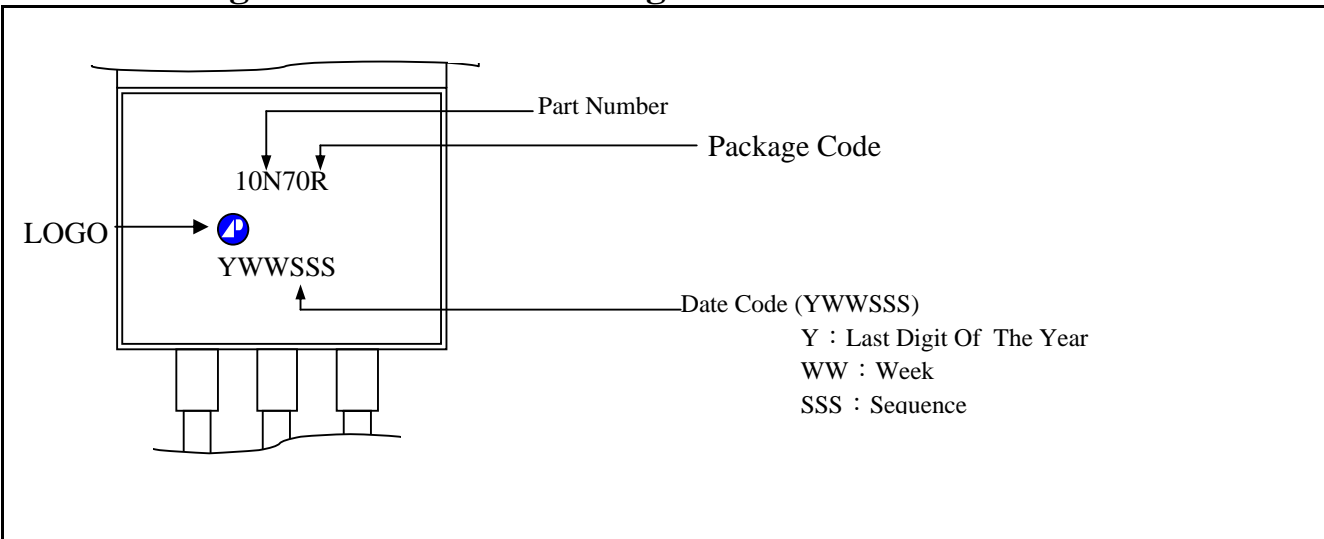 Part Number
Package Code
10N70R
LOGO
YWWSSS
Date Code (YWWSSS)
Y：Last Digit Of The Year
WW：Week
SSS：Sequence